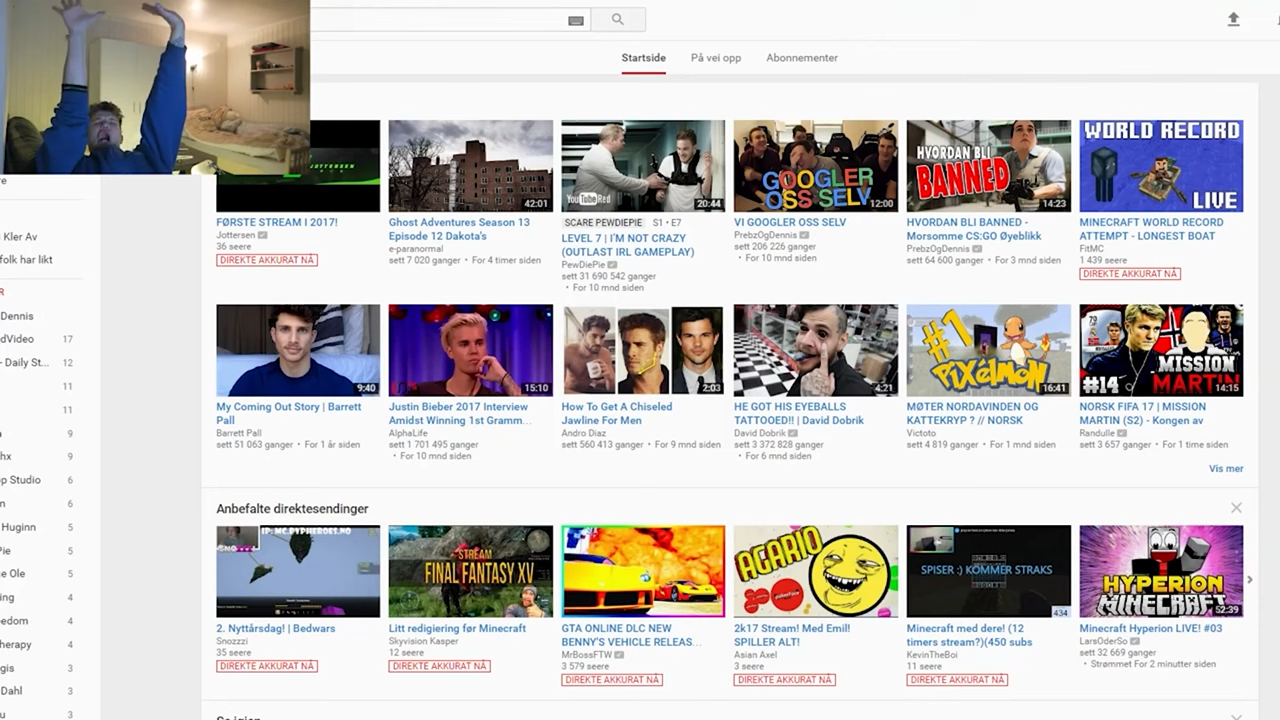 Startside
På vei opp
Abonnementer
Kler Av
folk har likt
Dennis
dVideo 17
- Daily St... 12
11
11
9
hx 9
p Studio 6
6
Huginn 5
Pie 5
e Ole 5
ing 4
edom 4
herapy 4
gis 3
Dahl 3
3
JOTTERSEN
FØRSTE STREAM I 2017!
Jottersen
36 seere
DIREKTE AKKURAT NÅ
42:01
Ghost Adventures Season 13
Episode 12 Dakota's
e-paranormal
sett 7 020 ganger • For 4 timer siden
YouTube Red
20:44
SCARE PEWDIEPIE S1 • E7
LEVEL 7 | I'M NOT CRAZY
(OUTLAST IRL GAMEPLAY)
PewDiePie
sett 31 690 542 ganger
• For 10 mnd siden
GOOGLER
OSS SELV
12:00
VI GOOGLER OSS SELV
PrebzOgDennis
sett 206 226 ganger
• For 10 mnd siden
HVORDAN BLI
BANNED
14:23
HVORDAN BLI BANNED -
Morsomme CS:GO Øyeblikk
PrebzOgDennis
sett 64 600 ganger • For 3 mnd siden
WORLD RECORD
LIVE
MINECRAFT WORLD RECORD
ATTEMPT - LONGEST BOAT
FitMC
1 439 seere
DIREKTE AKKURAT NÅ
9:40
My Coming Out Story | Barrett
Pall
Barrett Pall
sett 51 063 ganger • For 1 år siden
15:10
Justin Bieber 2017 Interview
Amidst Winning 1st Gramm...
AlphaLife
sett 1 701 495 ganger
• For 10 mnd siden
2:03
How To Get A Chiseled
Jawline For Men
Andro Diaz
sett 560 413 ganger • For 9 mnd siden
4:21
HE GOT HIS EYEBALLS
TATTOOED!! | David Dobrik
David Dobrik
sett 3 372 828 ganger
• For 6 mnd siden
#1
PIXELMON
16:41
MØTER NORDAVINDEN OG
KATTEKRYP ? // NORSK
Victoto
sett 4 819 ganger • For 1 mnd siden
79
MISSION
MARTIN
#14
14:15
NORSK FIFA 17 | MISSION
MARTIN (S2) - Kongen av
Randulle
sett 3 657 ganger • For 1 time siden
Vis mer
Anbefalte direktesendinger
IP: MC.PVPHEROES.NO
2. Nyttårsdag! | Bedwars
Snozzzi
35 seere
DIREKTE AKKURAT NÅ
STREAM
FINAL FANTASY XV
Litt redigiering før Minecraft
Skyvision Kasper
12 seere
DIREKTE AKKURAT NÅ
GTA ONLINE DLC NEW
BENNY'S VEHICLE RELEAS...
MrBossFTW
3 579 seere
DIREKTE AKKURAT NÅ
AGARIO
2k17 Stream! Med Emil!
SPILLER ALT!
Asian Axel
3 seere
DIREKTE AKKURAT NÅ
SPISER :) KOMMER STRAKS
434
Minecraft med dere! (12
timers stream?)(450 subs
KevinTheBoi
11 seere
DIREKTE AKKURAT NÅ
HYPERION
MINECRAFT
52:39
Minecraft Hyperion LIVE! #03
LarsOderSo
sett 32 669 ganger
• Strømmet For 2 minutter siden